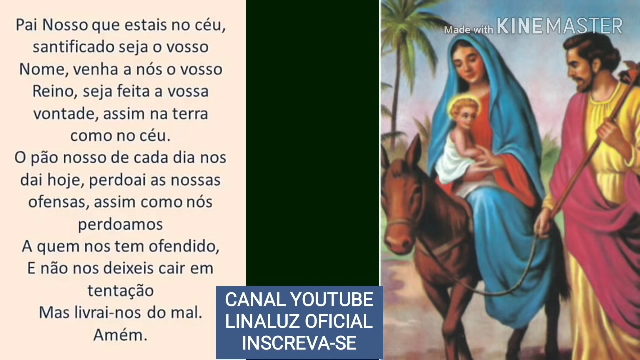 Pai Nosso que estais no céu,
santificado seja o vosso
Nome, venha a nós o vosso
Reino, seja feita a vossa
vontade, assim na terra
como no céu.
O pão nosso de cada dia nos
dai hoje, perdoai as nossas
ofensas, assim como nós
perdoamos
A quem nos tem ofendido,
E não nos deixeis cair em
tentação
Mas livrai-nos do mal.
Amém.
CANAL YOUTUBE
LINALUZ OFICIAL
INSCREVA-SE
Made with KINEMASTER